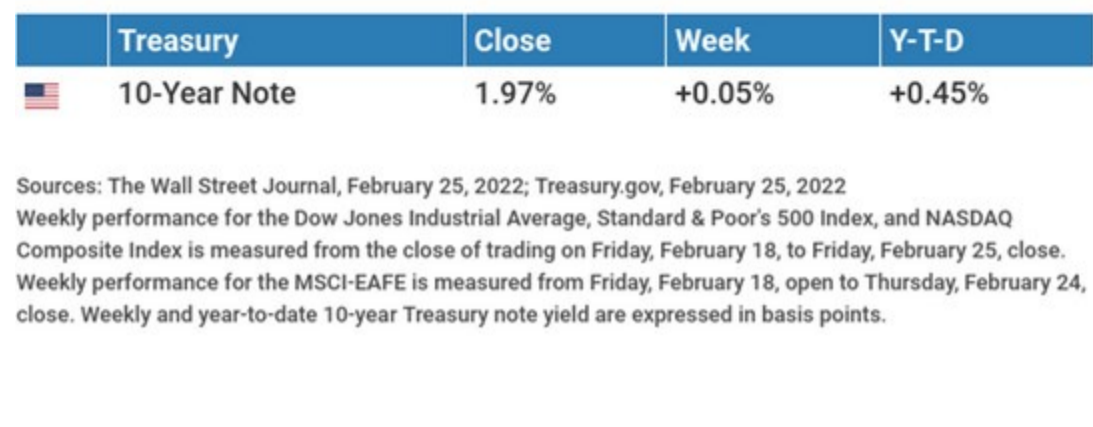 Treasury Close Week Y-T-D
10-Year Note 1.97% +0.05% +0.45%
Sources: The Wall Street Journal, February 25, 2022; Treasury.gov, February 25, 2022
Weekly performance for the Dow Jones Industrial Average, Standard & Poor's 500 Index, and NASDAQ
Composite Index is measured from the close of trading on Friday, February 18, to Friday, February 25, close.
Weekly performance for the MSCI-EAFE is measured from Friday, February 18, open to Thursday, February 24,
close. Weekly and year-to-date 10-year Treasury note yield are expressed in basis points.